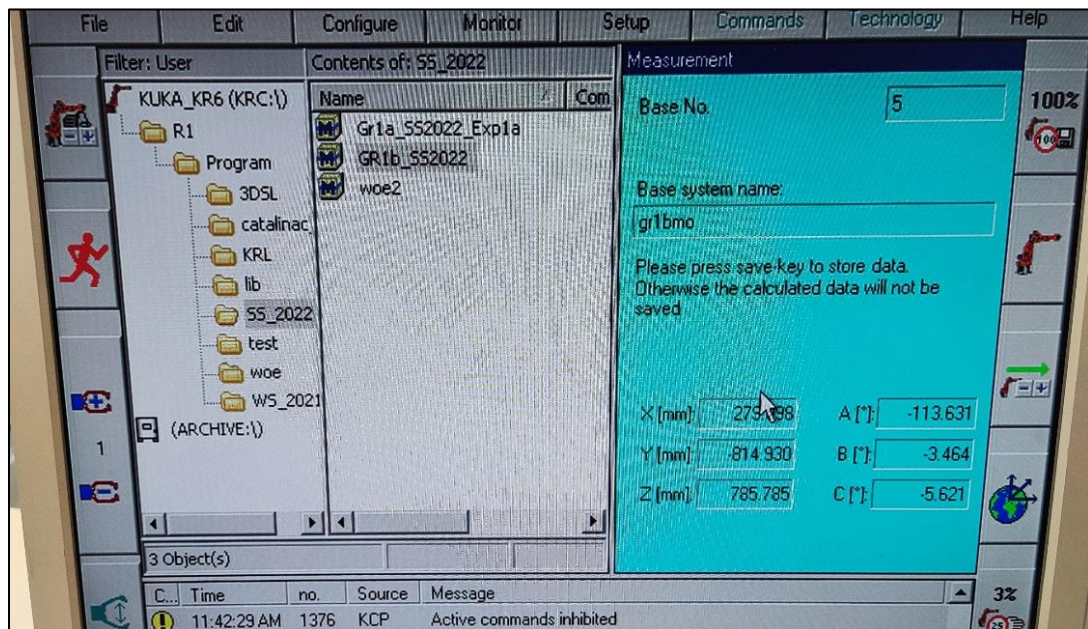 File Edit Configure Monitor Setup Commands Technology Help
Filter: User Contents of: SS_2022
KUKA_KR6 (KRC:\)
R1
Program
3DSL
catalinac_
KRL
lib
SS_2022
test
woe
WS_2021
(ARCHIVE:\)
Name Com
Gr1a_SS2022_Exp1a
GR1b_SS2022
woe2
3 Object(s)
Measurement
Base No. 5
Base system name:
gr1bmo
Please press save-key to store data.
Otherwise the calculated data will not be
saved
X [mm]: A [°]: -113.631
Y [mm]: -814.930 B [°]: -3.464
Z [mm]: 785.785 C [°]: -5.621
100%
100
1
3%
25
C... Time no. Source Message
11:42:29 AM 1376 KCP Active commands inhibited